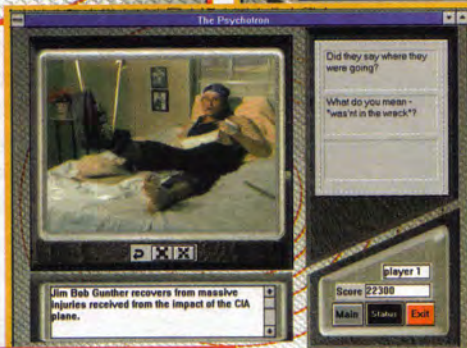 The Psychotron
Did they say where they
were going?
What do you mean -
"was'nt in the wreck"?
Jim Bob Gunther recovers from massive
injuries received from the impact of the CIA
plane.
player 1
Score 22300
Main Status Exit